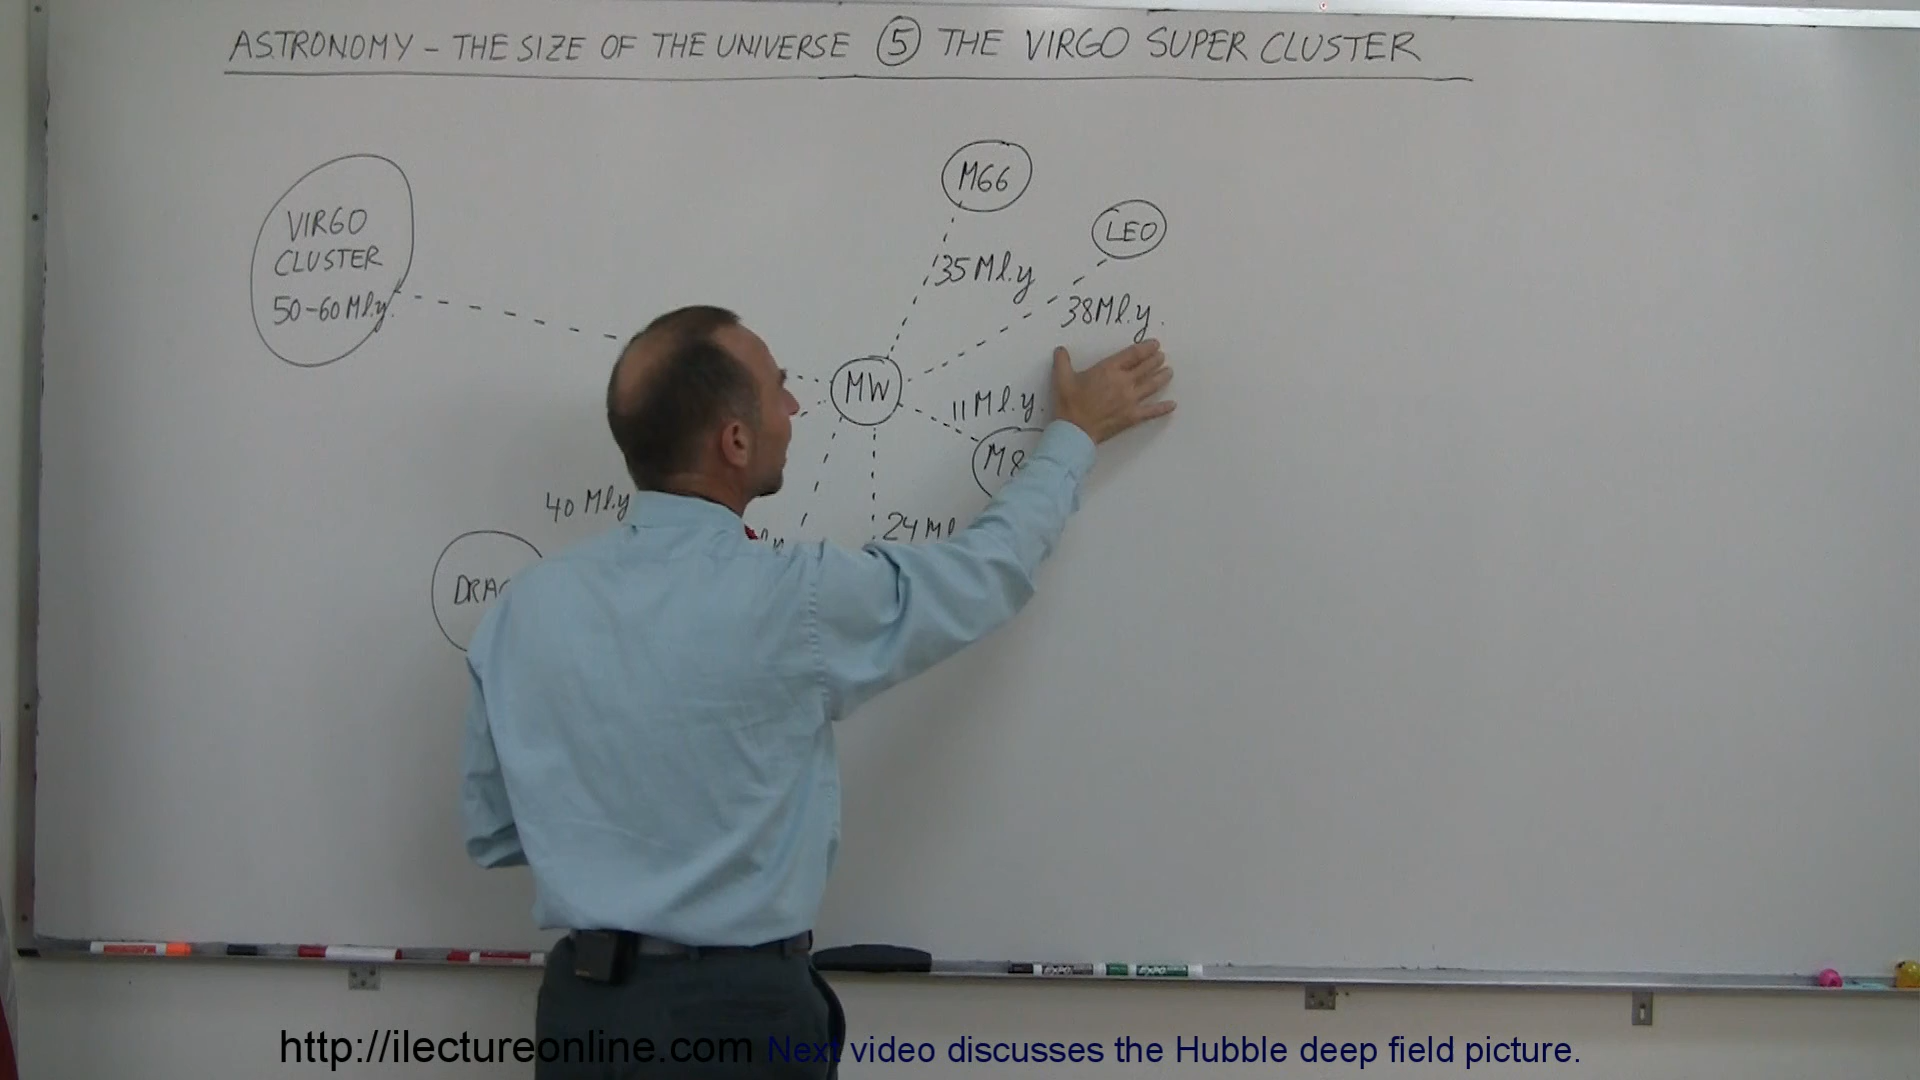 ASTRONOMY - THE SIZE OF THE UNIVERSE ⑤ THE VIRGO SUPER CLUSTER
M66
VIRGO
CLUSTER
50-60 Ml.y.
LEO
35 Ml.y
38 Ml.y.
MW
11 Ml.y.
40 Ml.y
EXPO
EXPO
http://ilectureonline.com Next video discusses the Hubble deep field picture.